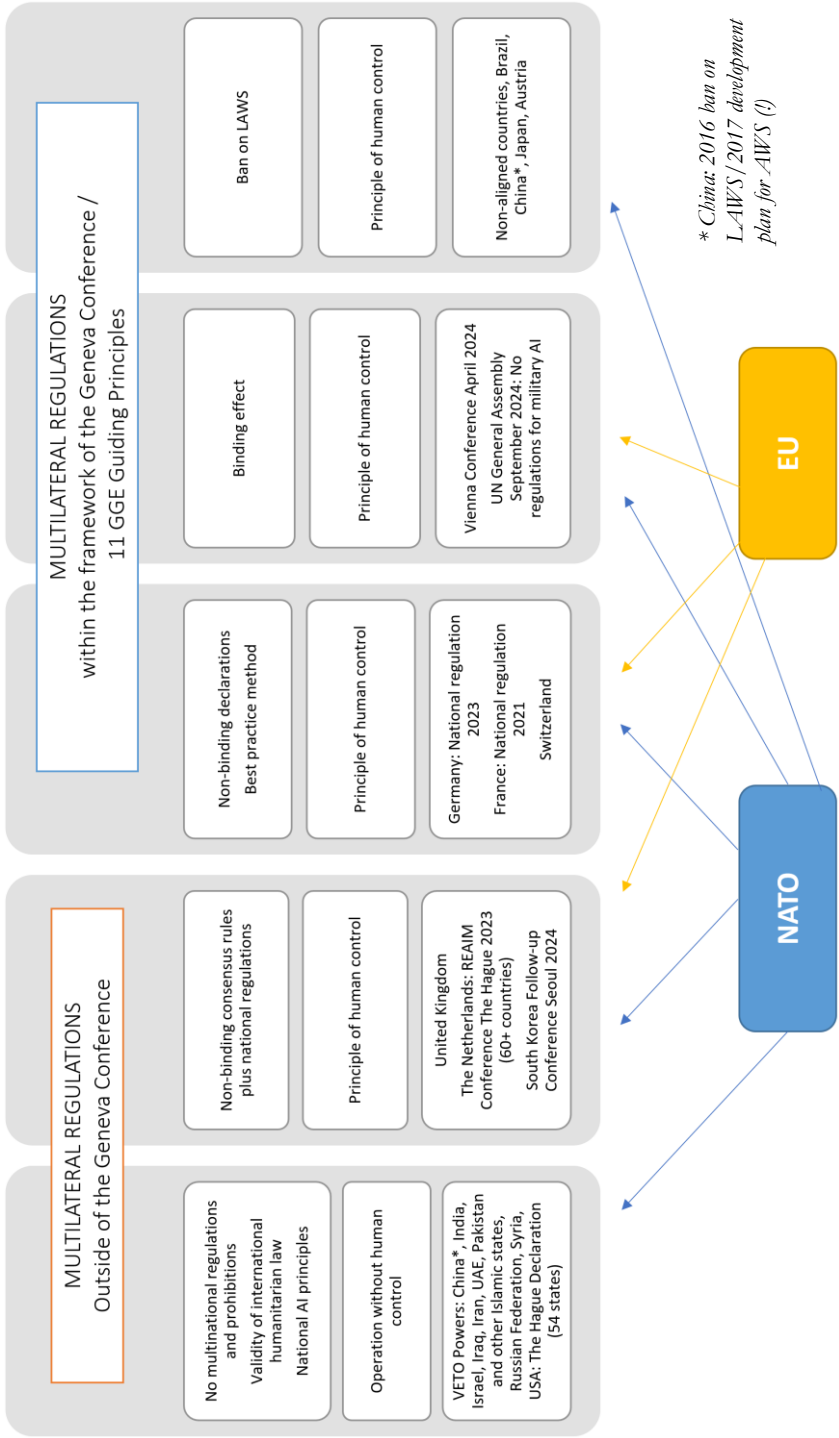 MULTILATERAL REGULATIONS
Outside of the Geneva Conference
No multinational regulations
and prohibitions
Validity of international
humanitarian law
National AI principles
Operation without human
control
VETO Powers: China*, India,
Israel, Iraq, Iran, UAE, Pakistan
and other Islamic states,
Russian Federation, Syria,
USA: The Hague Declaration
(54 states)
Non-binding consensus rules
plus national regulations
Principle of human control
United Kingdom
The Netherlands: REAIM
Conference The Hague 2023
(60+ countries)
South Korea Follow-up
Conference Seoul 2024
MULTILATERAL REGULATIONS
within the framework of the Geneva Conference /
11 GGE Guiding Principles
Non-binding declarations
Best practice method
Principle of human control
Germany: National regulation
2023
France: National regulation
2021
Switzerland
Binding effect
Principle of human control
Vienna Conference April 2024
UN General Assembly
September 2024: No
regulations for military AI
Ban on LAWS
Principle of human control
Non-aligned countries, Brazil,
China*, Japan, Austria
NATO
EU
* China: 2016 ban on
LAWS/2017 development
plan for AWS (!)